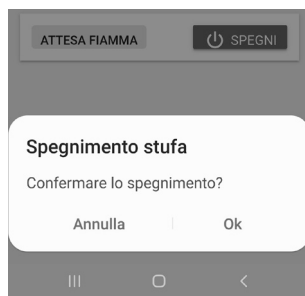 ATTESA FIAMMA
SPEGNI
Spegnimento stufa
Confermare lo spegnimento?
Annulla
Ok